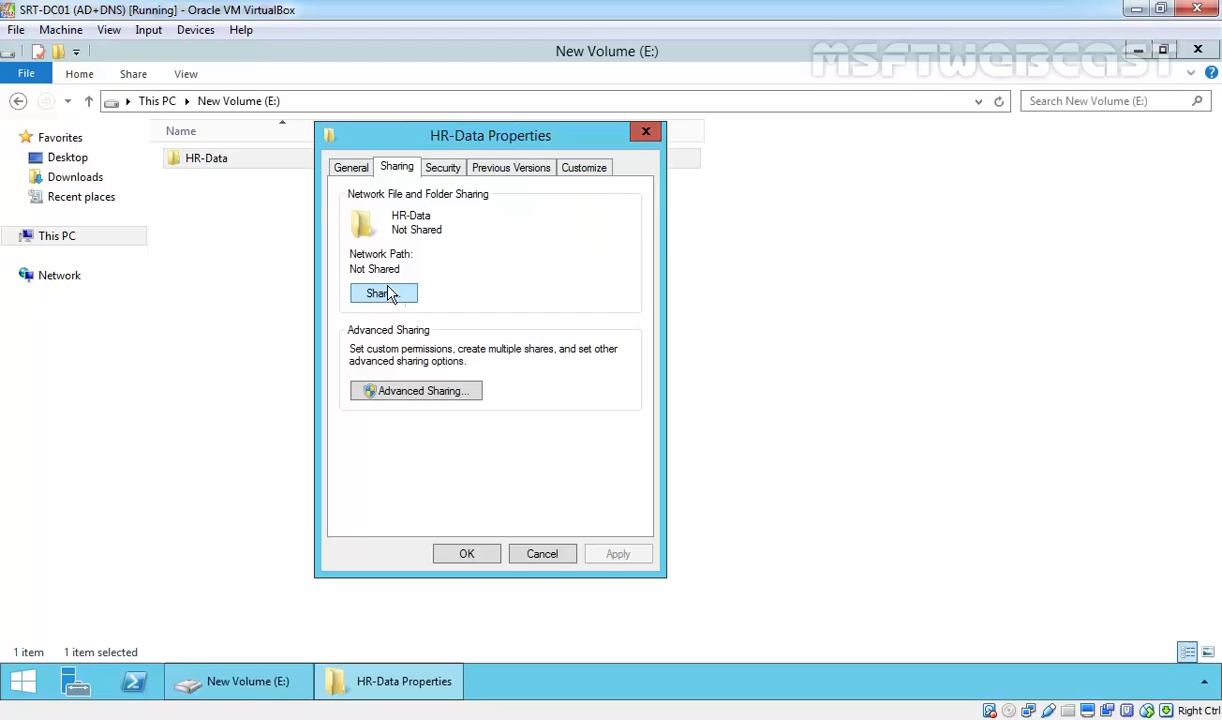 SRT-DC01 (AD+DNS) [Running] - Oracle VM VirtualBox
File Machine View Input Devices Help
New Volume (E:)
MSFTWEBCAST
File Home Share View
This PC New Volume (E:)
Search New Volume (E:)
Favorites
Desktop
Downloads
Recent places
This PC
Network
Name
HR-Data
HR-Data Properties
General Sharing Security Previous Versions Customize
Network File and Folder Sharing
HR-Data
Not Shared
Network Path:
Not Shared
Advanced Sharing
Set custom permissions, create multiple shares, and set other
advanced sharing options.
Advanced Sharing...
OK Cancel Apply
1 item 1 item selected
New Volume (E:) HR-Data Properties
Right Ctrl